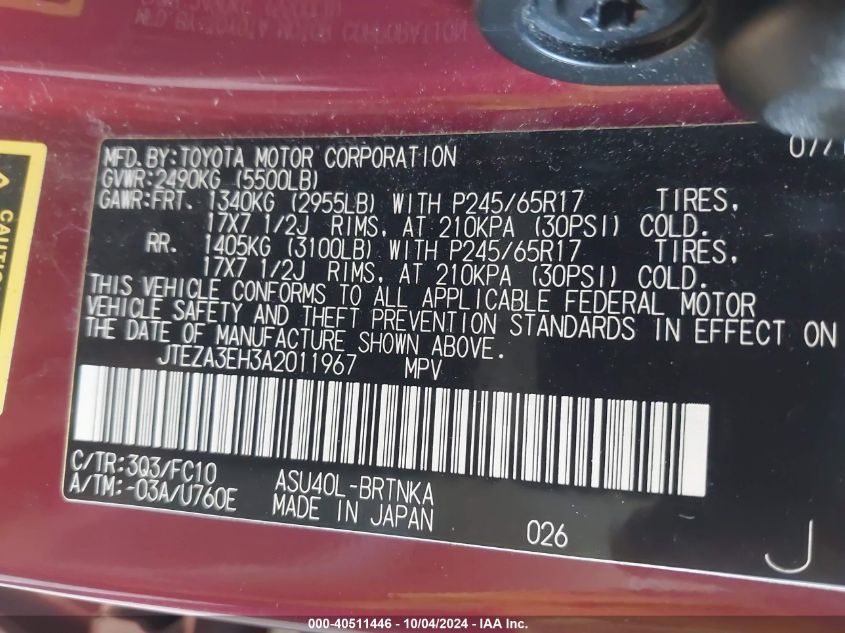 MFD.BY:TOYOTA MOTOR CORPORATION
GVWR:2490KG (5500LB)
GAWR:FRT. 1340KG (2955LB) WITH P245/65R17 TIRES,
17X7 1/2J RIMS, AT 210KPA (30PSI) COLD.
RR. 1405KG (3100LB) WITH P245/65R17 TIRES,
17X7 1/2J RIMS, AT 210KPA (30PSI) COLD.
THIS VEHICLE CONFORMS TO ALL APPLICABLE FEDERAL MOTOR
VEHICLE SAFETY AND THEFT PREVENTION STANDARDS IN EFFECT ON
THE DATE OF MANUFACTURE SHOWN ABOVE.
JTEZA3EH3A2011967 MPV
C/TR:3Q3/FC10
A/TM:-03A/U760E
ASU40L-BRTNKA
MADE IN JAPAN
026
J
000-40511446 - 10/04/2024 - IAA Inc.